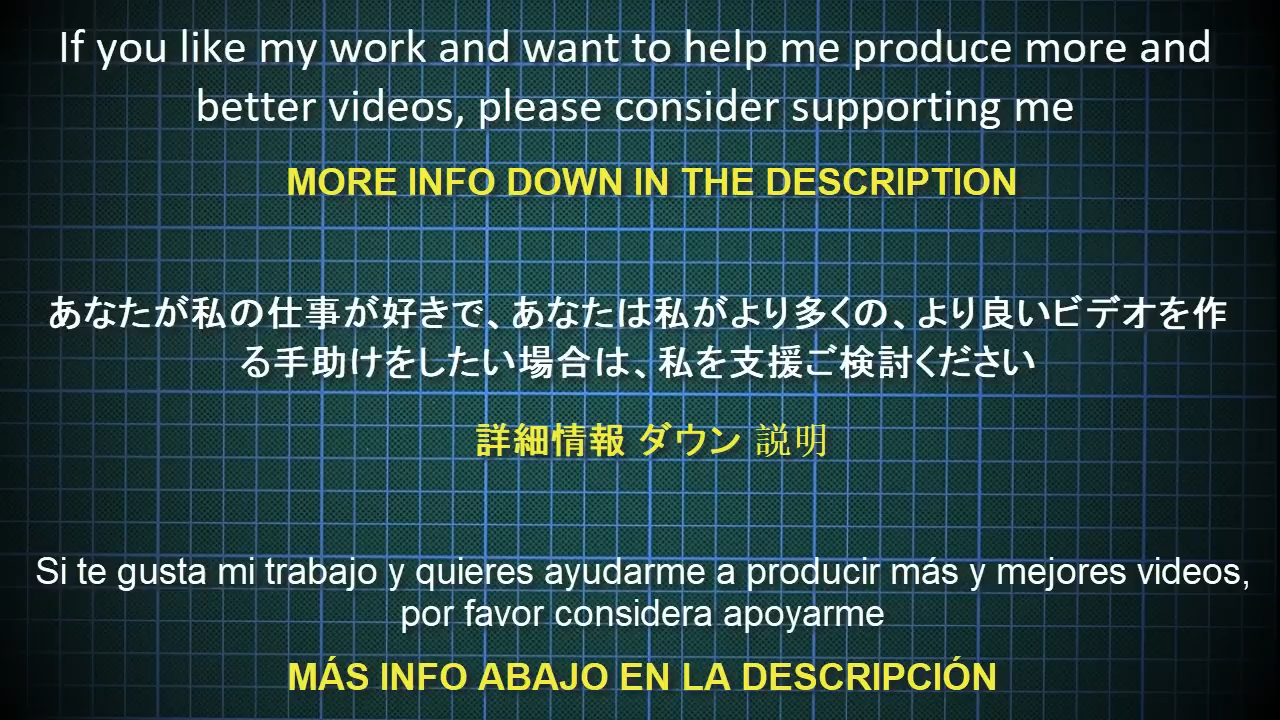 If you like my work and want to help me produce more and
better videos, please consider supporting me
MORE INFO DOWN IN THE DESCRIPTION
あなたが私の仕事が好きで、あなたは私がより多くの、より良いビデオを作
る手助けをしたい場合は、私を支援ご検討ください
詳細情報 ダウン 説明
Si te gusta mi trabajo y quieres ayudarme a producir más y mejores videos,
por favor considera apoyarme
MÁS INFO ABAJO EN LA DESCRIPCIÓN